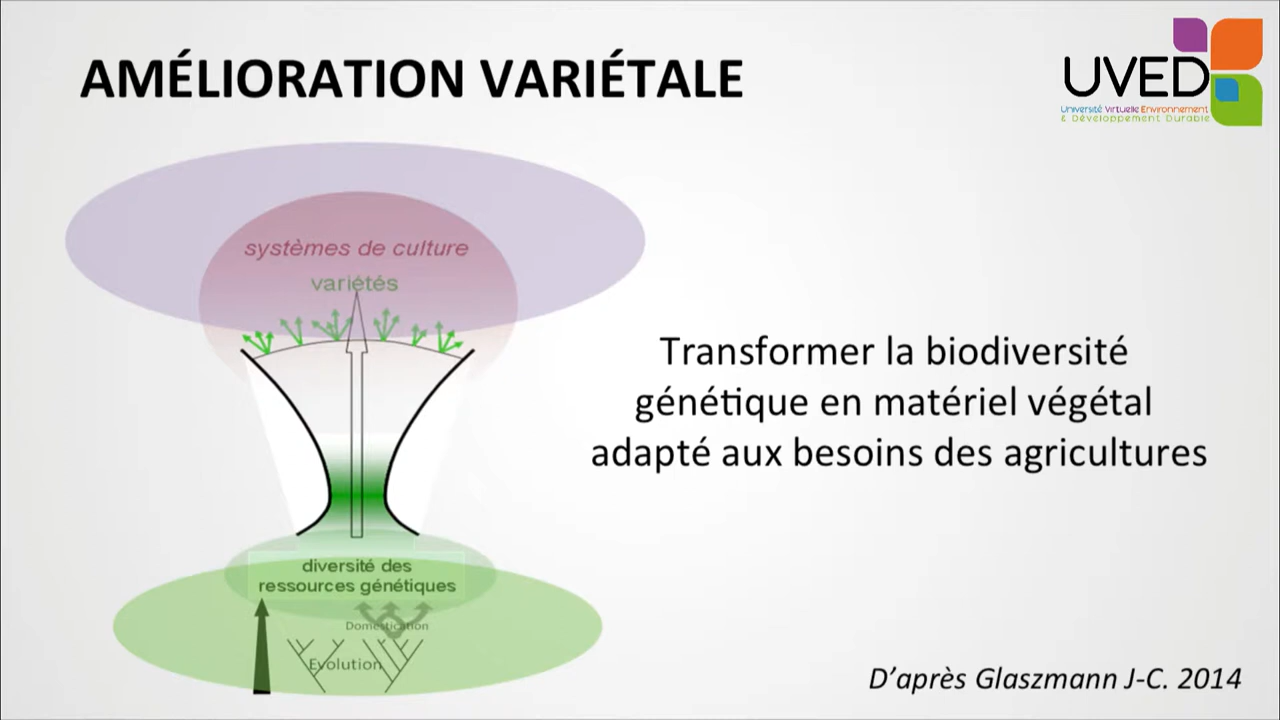 AMÉLIORATION VARIÉTALE
UVED
Université Virtuelle Environnement
& Développement Durable
systèmes de culture
variétés
Transformer la biodiversité
génétique en matériel végétal
adapté aux besoins des agricultures
diversité des
ressources génétiques
Domestication
Evolution
D'après Glaszmann J-C. 2014